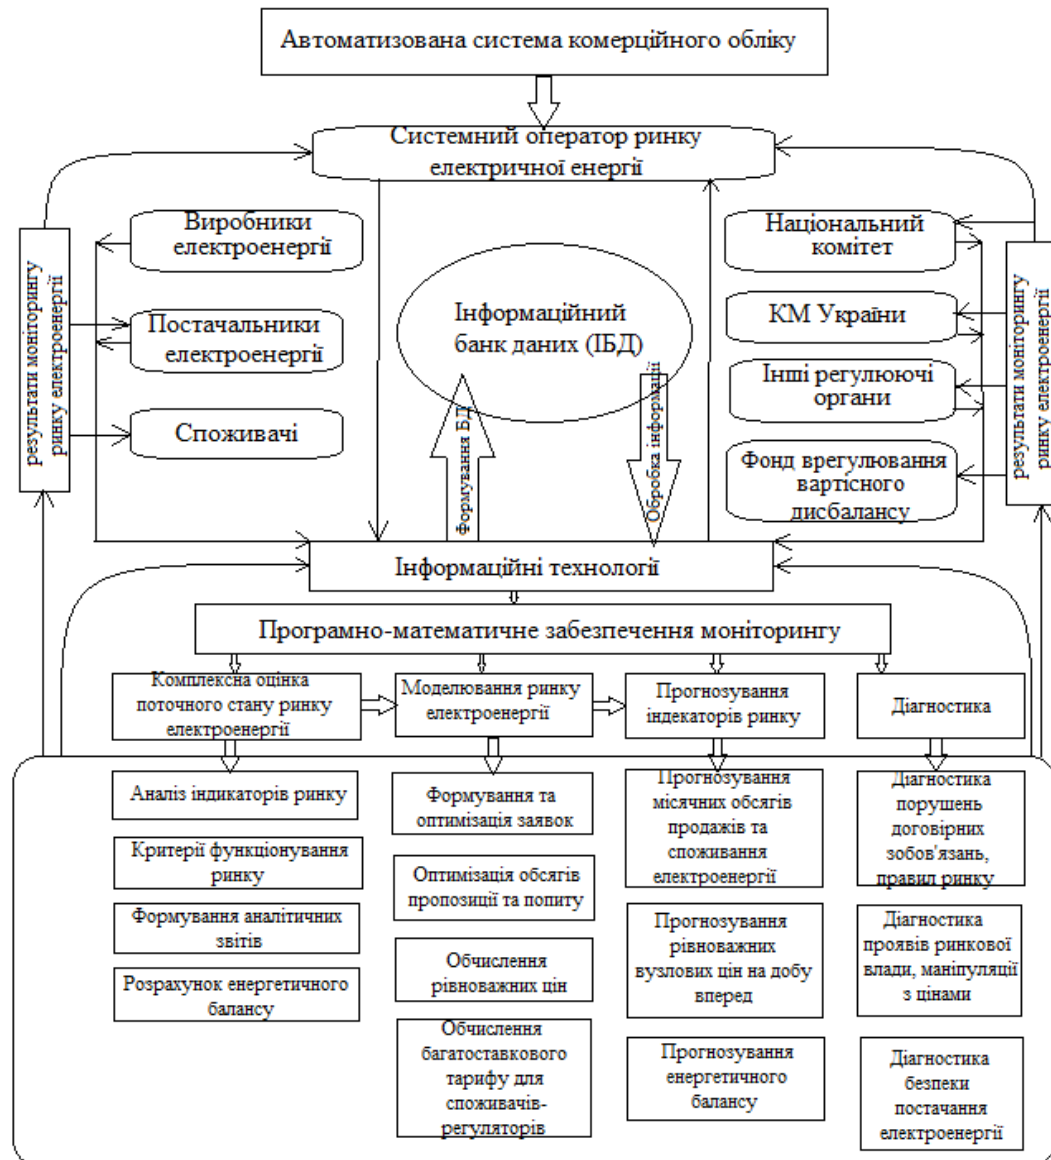 Автоматизована система комерційного обліку
Системний оператор ринку
електричної енергії
результати моніторингу
ринку електроенергії
Виробники
електроенергії
Постачальники
електроенергії
Споживачі
Інформаційний
банк даних (ІБД)
Формування БД
Обробка інформації
Національний
комітет
КМ України
Інші регулюючі
органи
Фонд врегулювання
вартісного
дисбалансу
результати моніторингу
ринку електроенергії
Інформаційні технології
Програмно-математичне забезпечення моніторингу
Комплексна оцінка
поточного стану ринку
електроенергії
Моделювання ринку
електроенергії
Прогнозування
індекаторів ринку
Діагностика
Аналіз індикаторів ринку
Критерії функціонування
ринку
Формування аналітичних
звітів
Розрахунок енергетичного
балансу
Формування та
оптимізація заявок
Оптимізація обсягів
пропозиції та попиту
Обчислення
рівноважних цін
Обчислення
багатоставкового
тарифу для
споживачів-
регуляторів
Прогнозування
місячних обсягів
продажів та
споживання
електроенергії
Прогнозування
рівноважних
вузлових цін на добу
вперед
Прогнозування
енергетичного
балансу
Діагностика
порушень
договірних
зобов'язань,
правил ринку
Діагностика
проявів ринкової
влади, маніпуляції
з цінами
Діагностика
безпеки
постачання
електроенергії